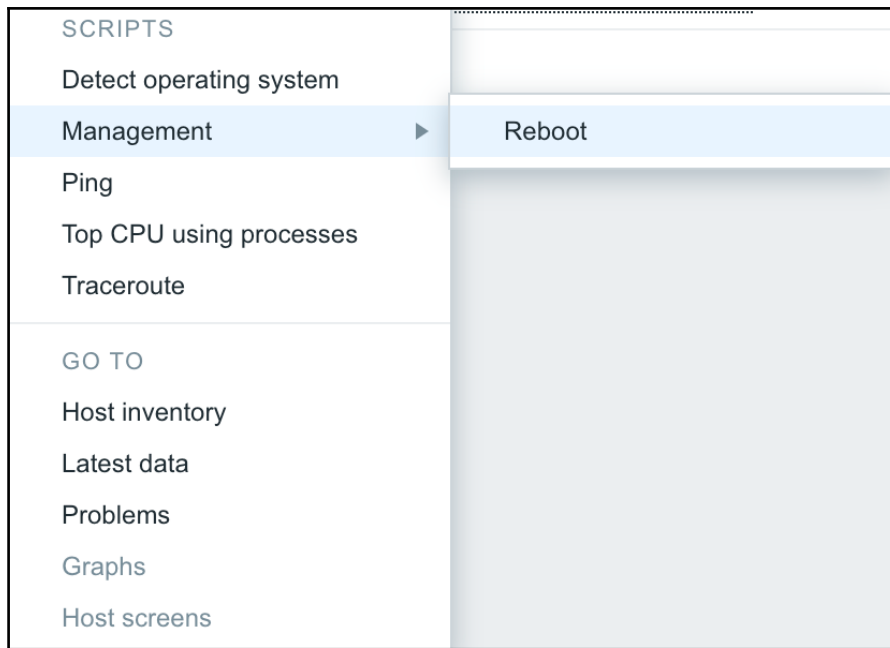 SCRIPTS
Detect operating system
Management
Reboot
Ping
Top CPU using processes
Traceroute
GO TO
Host inventory
Latest data
Problems
Graphs
Host screens